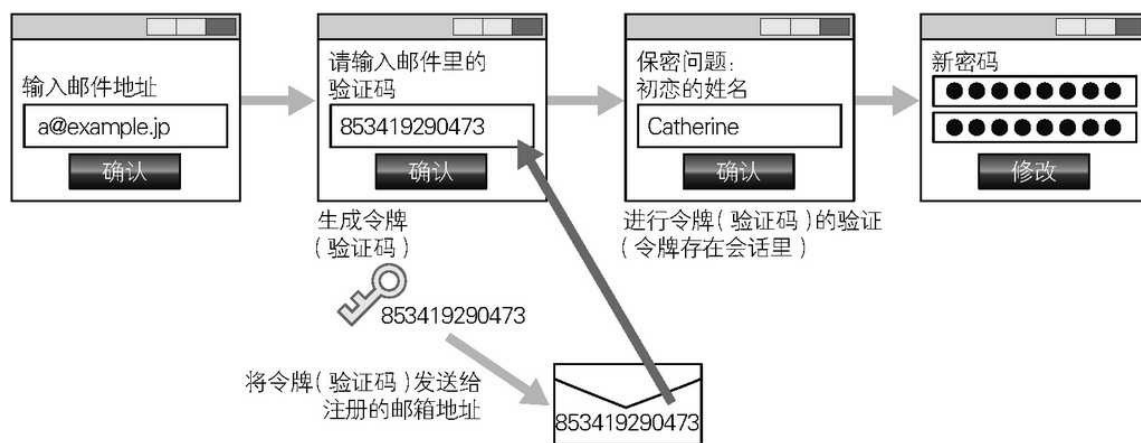 输入邮件地址
a@example.jp
确认
请输入邮件里的
验证码
853419290473
确认
生成令牌
（验证码）
853419290473
将令牌（验证码）发送给
注册的邮箱地址
853419290473
保密问题：
初恋的姓名
Catherine
确认
进行令牌（验证码）的验证
（令牌存在会话里）
新密码
●●●●●●●●●
●●●●●●●●●
修改